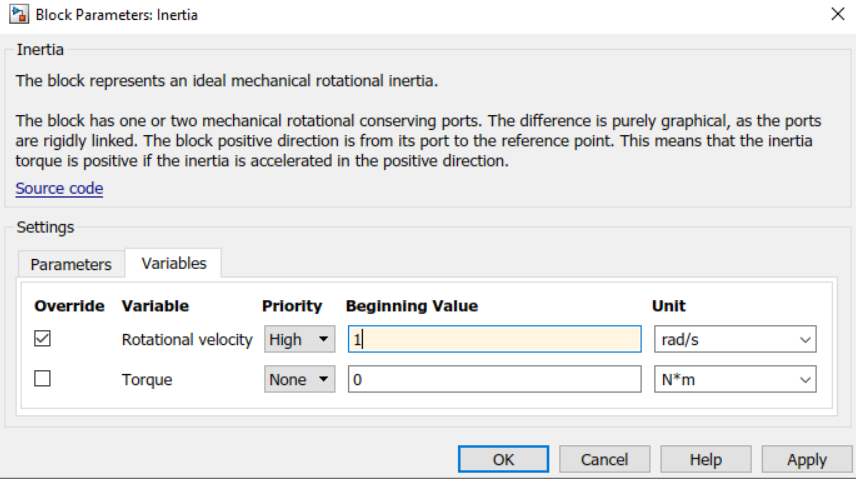 Block Parameters: Inertia
Inertia
The block represents an ideal mechanical rotational inertia.
The block has one or two mechanical rotational conserving ports. The difference is purely graphical, as the ports
are rigidly linked. The block positive direction is from its port to the reference point. This means that the inertia
torque is positive if the inertia is accelerated in the positive direction.
Source code
Settings
Parameters Variables
Override Variable Priority Beginning Value Unit
Rotational velocity High 1 rad/s
Torque None 0 N*m
OK Cancel Help Apply